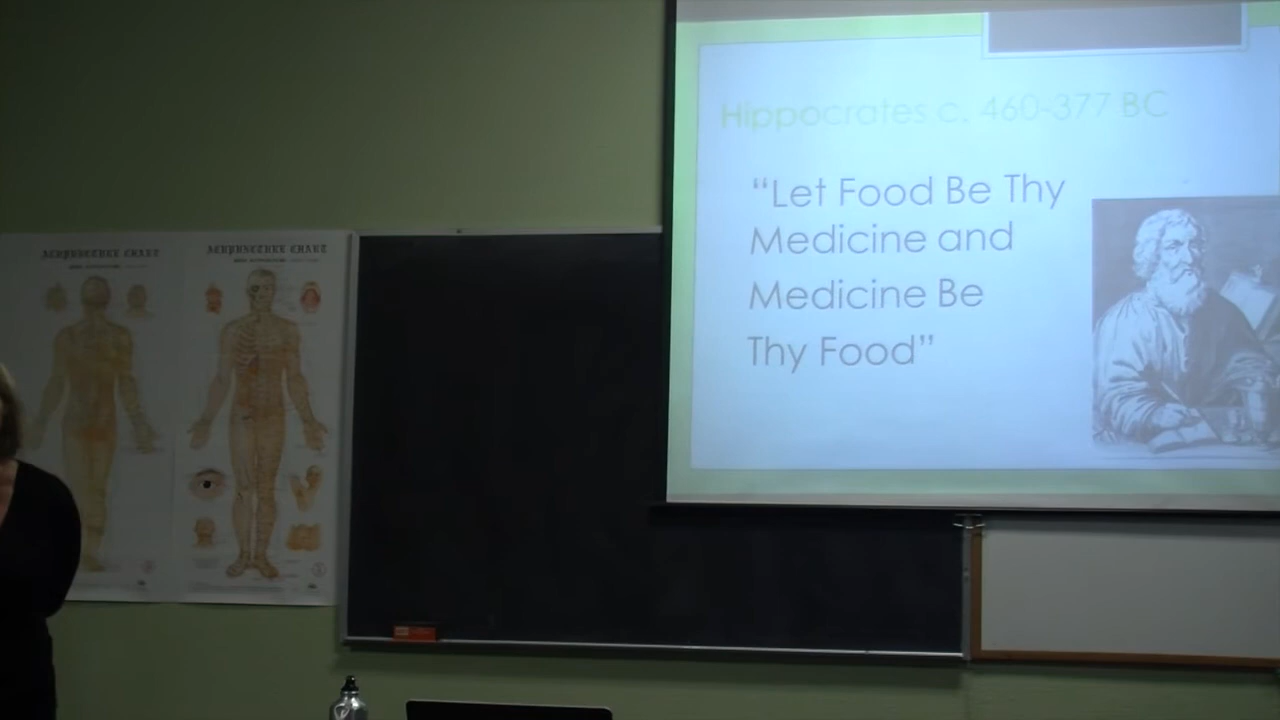 Hippocrates c. 460-377 BC
“Let Food Be Thy
Medicine and
Medicine Be
Thy Food”
ACUPUNCTURE CHART
ACUPUNCTURE CHART